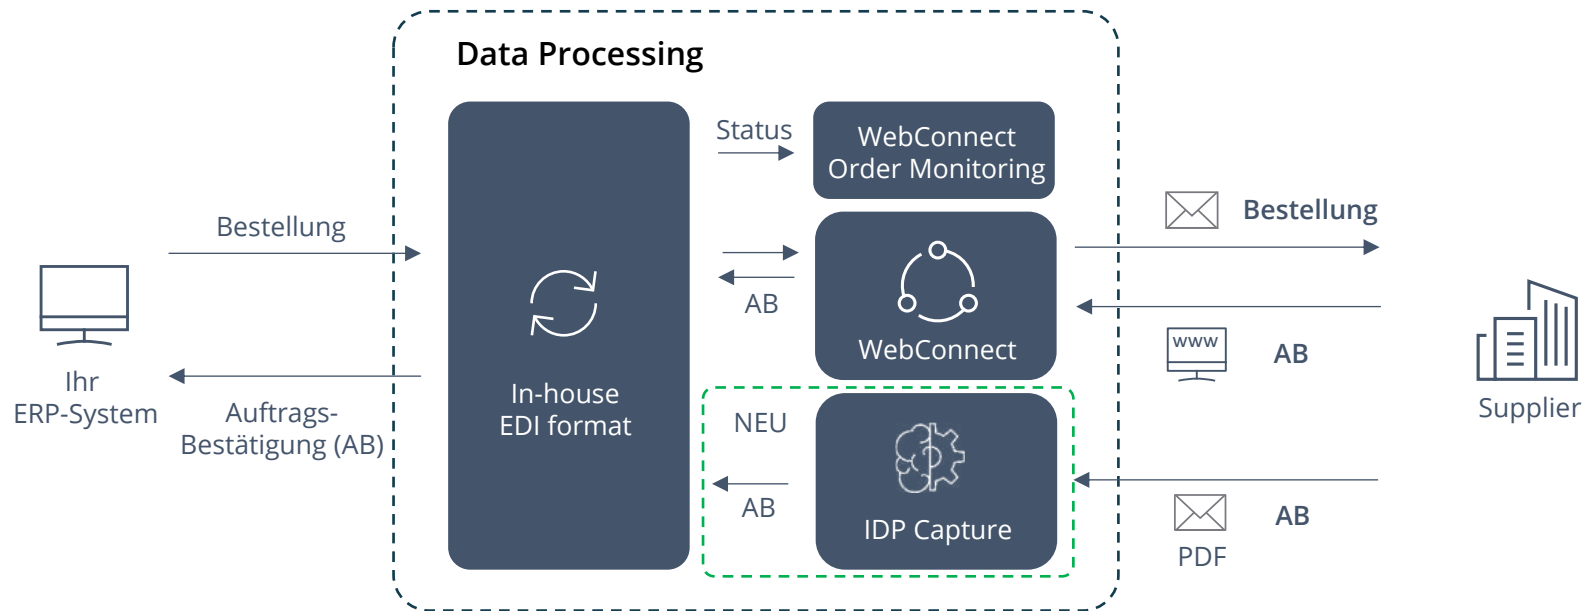 Data Processing
Status
WebConnect
Order Monitoring
Bestellung
Bestellung
AB
WebConnect
www
AB
Ihr
ERP-System
Auftrags-
Bestätigung (AB)
In-house
EDI format
NEU
AB
IDP Capture
AB
PDF
Supplier